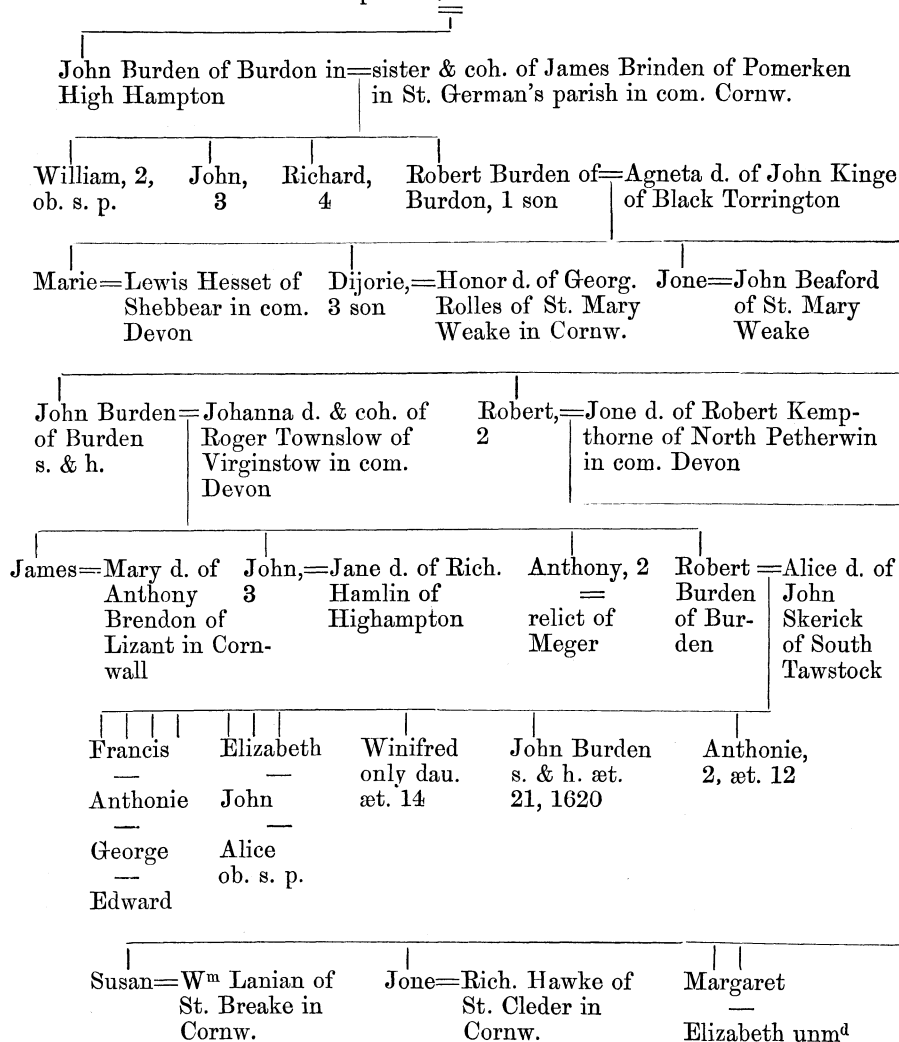 John Burden of Burdon in=sister & coh. of James Brinden of Pomerken
High Hampton
in St. German's parish in com. Cornw.
William, 2,
ob. s. p.
John,
3
Richard,
4
Robert Burden of=Agneta d. of John Kinge
Burdon, 1 son
of Black Torrington
Marie=Lewis Hesset of
Shebbear in com.
Devon
Dijorie,=Honor d. of Georg.
3 son
Rolles of St. Mary
Weake in Cornw.
Jone=John Beaford
of St. Mary
Weake
John Burden=Johanna d. & coh. of
of Burden
Roger Townslow of
s. & h.
Virginstow in com.
Devon
Robert,=Jone d. of Robert Kemp-
2
thorne of North Petherwin
in com. Devon
James=Mary d. of
Anthony
Brendon of
Lizant in Corn-
wall
John,=Jane d. of Rich.
3
Hamlin of
Highampton
Anthony, 2
=
relict of
Meger
Robert=Alice d. of
Burden
John
of Bur-
Skerick
den
of South
Tawstock
Francis
—
Anthonie
—
George
—
Edward
Elizabeth
—
John
—
Alice
ob. s. p.
Winifred
only dau.
æt. 14
John Burden
s. & h. æt.
21, 1620
Anthonie,
2, æt. 12
Susan=Wᵐ Lanian of
St. Breake in
Cornw.
Jone=Rich. Hawke of
St. Cleder in
Cornw.
Margaret
—
Elizabeth unmᵈ